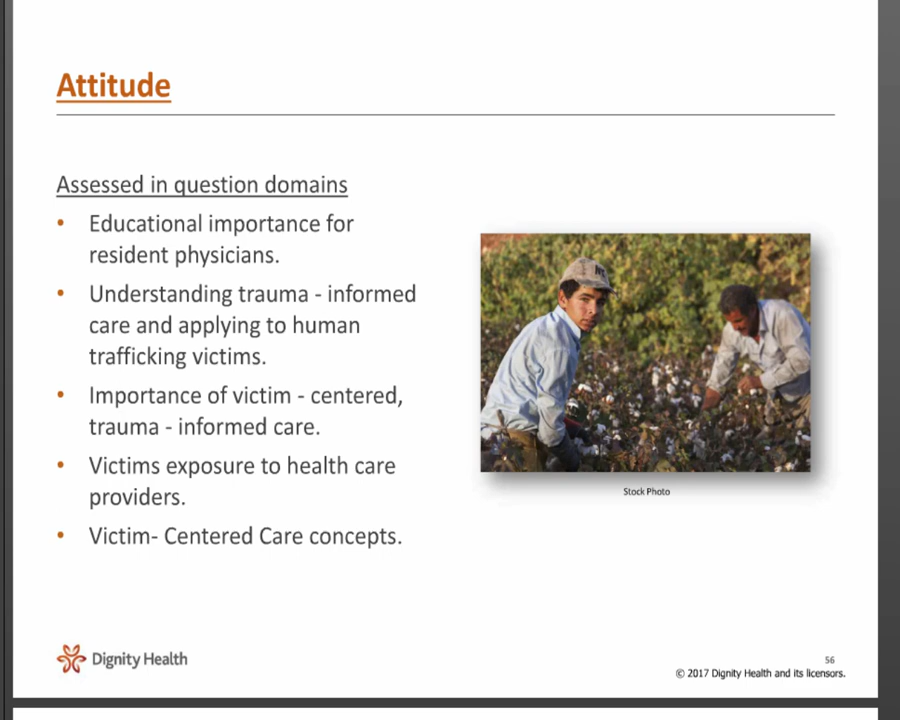 Attitude
Assessed in question domains
• Educational importance for
resident physicians.
• Understanding trauma - informed
care and applying to human
trafficking victims.
• Importance of victim - centered,
trauma - informed care.
• Victims exposure to health care
providers.
• Victim- Centered Care concepts.
Stock Photo
Dignity Health
56
© 2017 Dignity Health and its licensors.